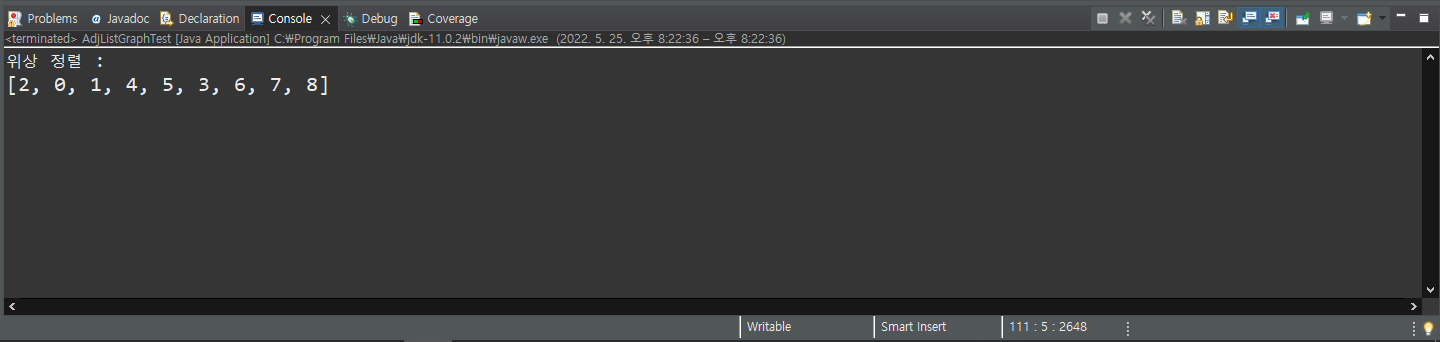 Problems Javadoc Declaration Console Debug Coverage
<terminated> AdjListGraphTest [Java Application] C:₩Program Files₩Java₩jdk-11.0.2₩bin₩javaw.exe (2022. 5. 25. 오후 8:22:36 – 오후 8:22:36)
위상 정렬 :
[2, 0, 1, 4, 5, 3, 6, 7, 8]
Writable Smart Insert 111 : 5 : 2648